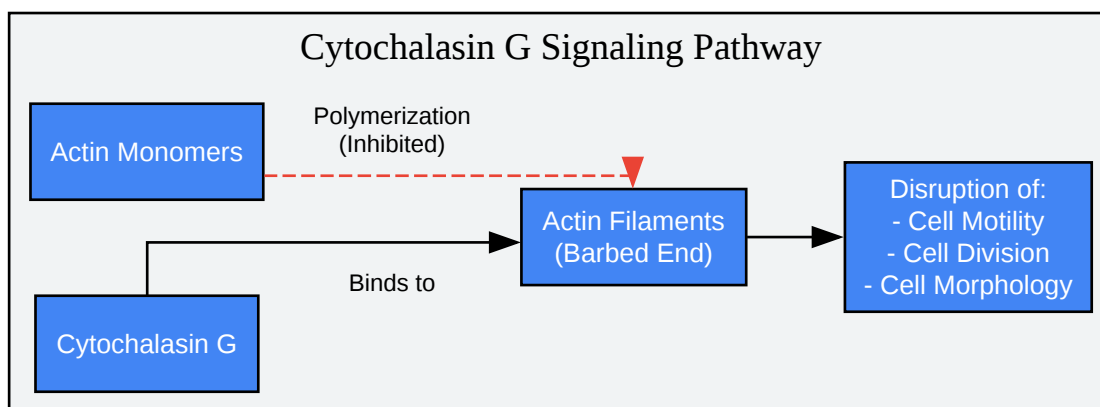 Cytochalasin G Signaling Pathway
Polymerization
(Inhibited)
Actin Monomers
Actin Filaments
(Barbed End)
Disruption of:
- Cell Motility
- Cell Division
- Cell Morphology
Binds to
Cytochalasin G